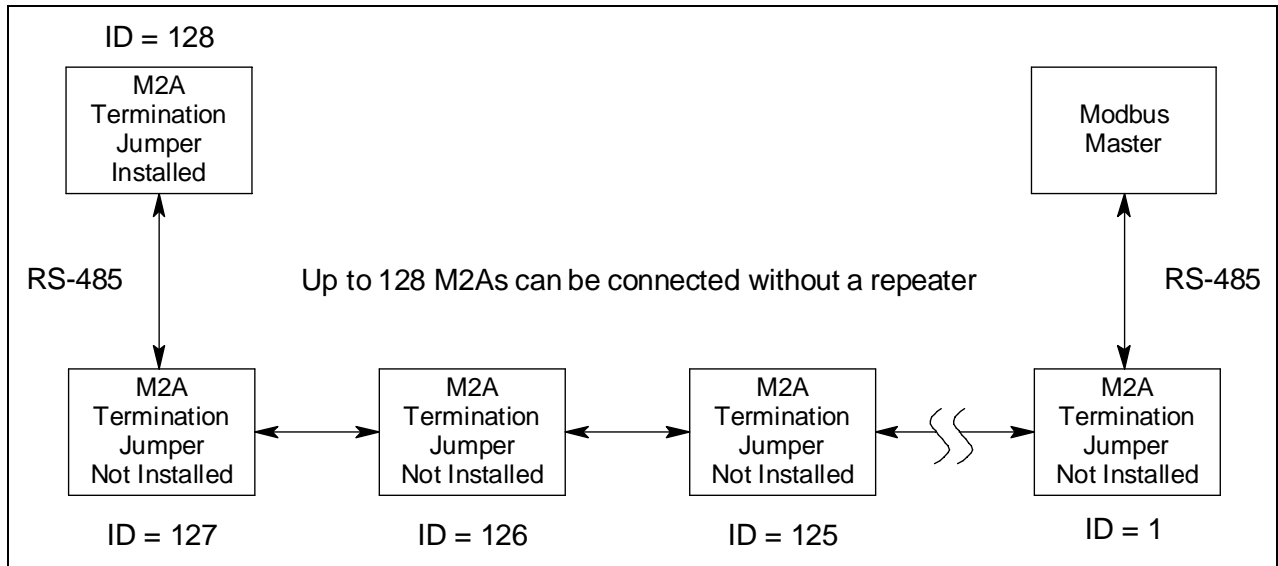 ID = 128
M2A
Termination
Jumper
Installed
Modbus
Master
RS-485
Up to 128 M2As can be connected without a repeater
RS-485
M2A
Termination
Jumper
Not Installed
M2A
Termination
Jumper
Not Installed
M2A
Termination
Jumper
Not Installed
M2A
Termination
Jumper
Not Installed
ID = 127
ID = 126
ID = 125
ID = 1